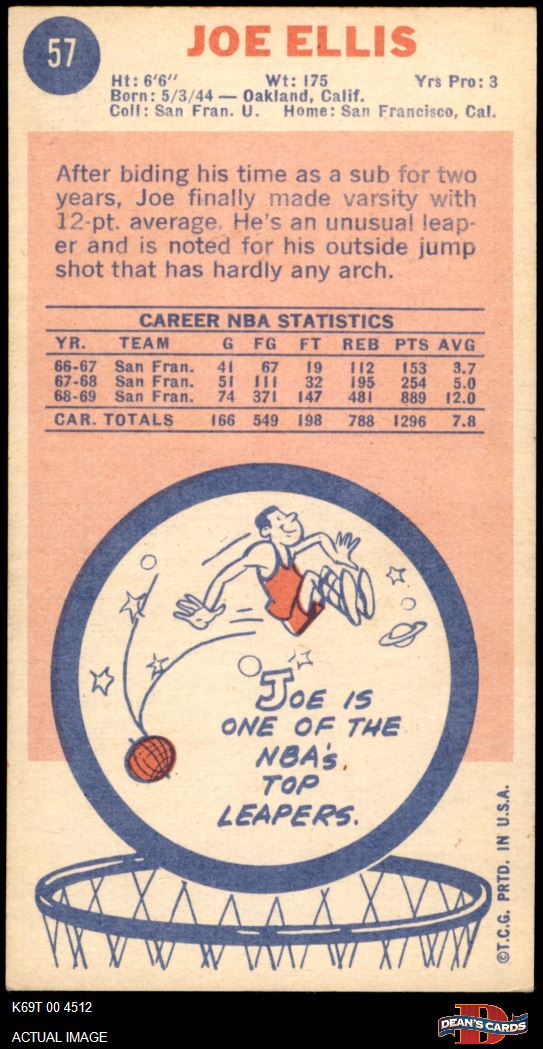 57
JOE ELLIS
Ht: 6'6" Wt: 175 Yrs Pro: 3
Born: 5/3/44 — Oakland, Calif.
Coll: San Fran. U. Home: San Francisco, Cal.
After biding his time as a sub for two
years, Joe finally made varsity with
12-pt. average. He's an unusual leap-
er and is noted for his outside jump
shot that has hardly any arch.
CAREER NBA STATISTICS
YR. TEAM G FG FT REB PTS AVG
66-67 San Fran. 41 67 19 112 153 3.7
67-68 San Fran. 51 111 32 195 254 5.0
68-69 San Fran. 74 371 147 481 889 12.0
CAR. TOTALS 166 549 198 788 1296 7.8
JOE IS
ONE OF THE
NBA's
TOP
LEAPERS.
©T.C.G. PRTD. IN U.S.A.
K69T 00 4512
ACTUAL IMAGE
DEAN'S CARDS